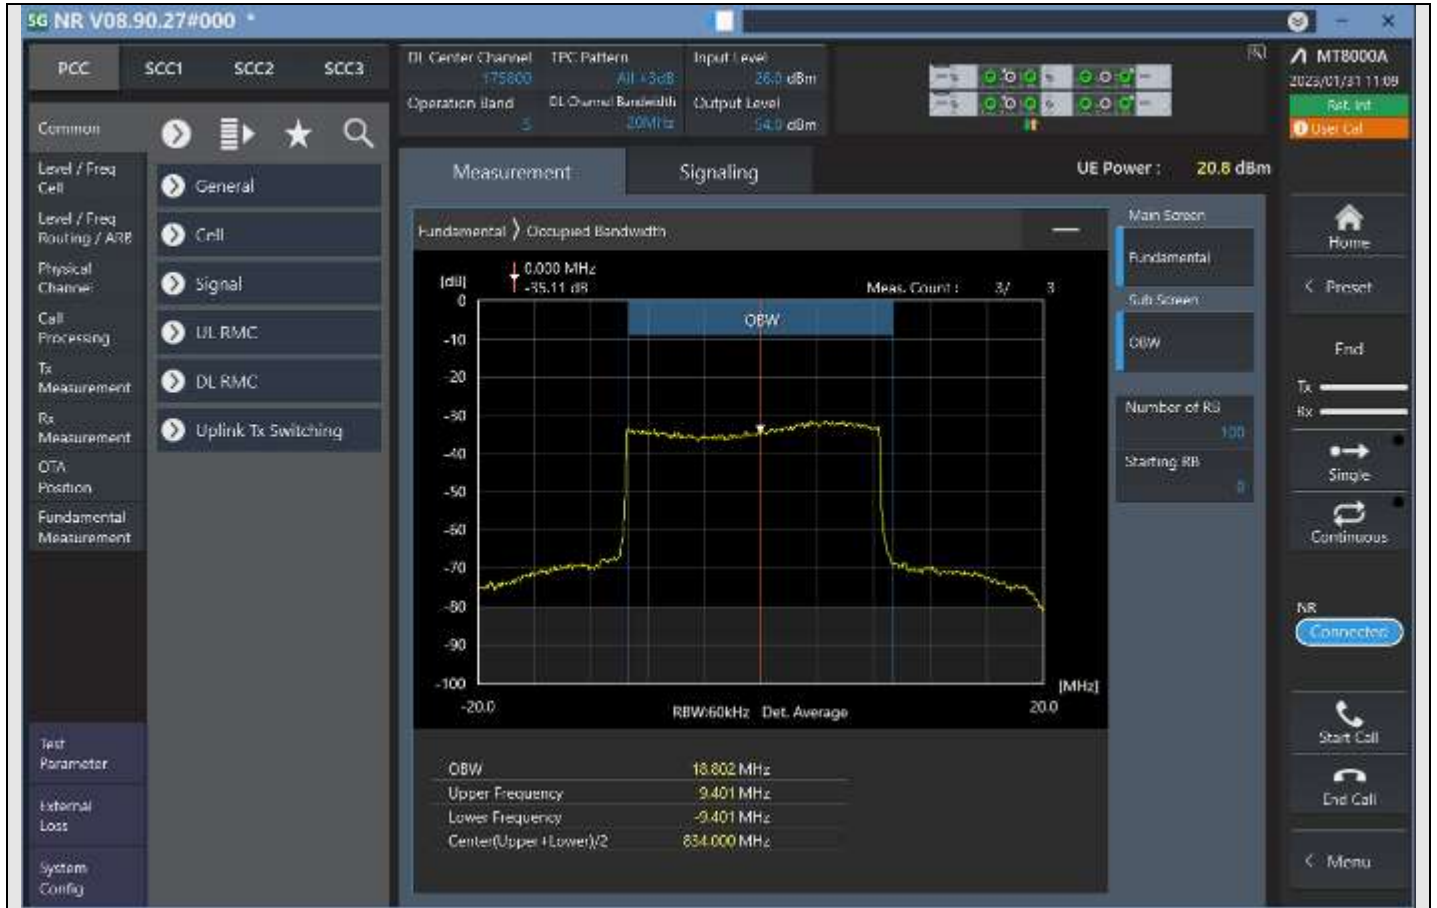 SG NR V08.90.27#000 *
PCC SCC1 SCC2 SCC3
DL Center Channel
175800
TPC Pattern
All +3dB
Input Level
26.0 dBm
Operation Band
5
DL Channel Bandwidth
20MHz
Output Level
-54.0 dBm
MT8000A
2023/01/31 11:09
Ref. Int
User Cal
Common
Level / Freq
Cell
Level / Freq
Routing / ARB
Physical
Channel
Call
Processing
Tx
Measurement
Rx
Measurement
OTA
Position
Fundamental
Measurement
Test
Parameter
External
Loss
System
Config
General
Cell
Signal
UL RMC
DL RMC
Uplink Tx Switching
Measurement Signaling
UE Power : 20.8 dBm
Fundamental > Occupied Bandwidth
[dB]
0.000 MHz
-35.11 dB
Meas. Count : 3/ 3
OBW
0
-10
-20
-30
-40
-50
-60
-70
-80
-90
-100
-20.0
20.0
[MHz]
RBW:60kHz Det. Average
OBW 18.802 MHz
Upper Frequency 9.401 MHz
Lower Frequency -9.401 MHz
Center(Upper+Lower)/2 834.000 MHz
Main Screen
Fundamental
Sub Screen
OBW
Number of RB
100
Starting RB
0
Home
< Preset
End
Tx
Rx
Single
Continuous
NR
Connected
Start Call
End Call
< Menu